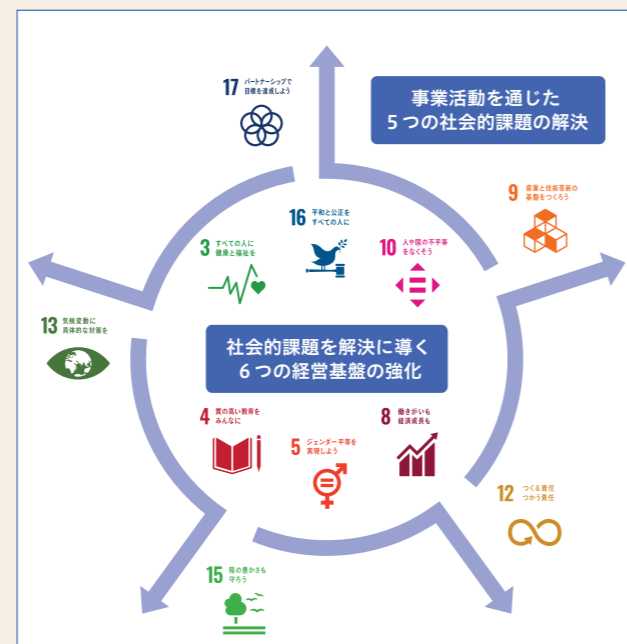 17 パートナーシップで
目標を達成しよう
事業活動を通じた
5つの社会的課題の解決
9 産業と技術革新の
基盤をつくろう
16 平和と公正を
すべての人に
3 すべての人に
健康と福祉を
10 人や国の不平等
をなくそう
13 気候変動に
具体的な対策を
社会的課題を解決に導く
6つの経営基盤の強化
4 質の高い教育を
みんなに
5 ジェンダー平等を
実現しよう
8 働きがいも
経済成長も
12 つくる責任
つかう責任
15 陸の豊かさも
守ろう